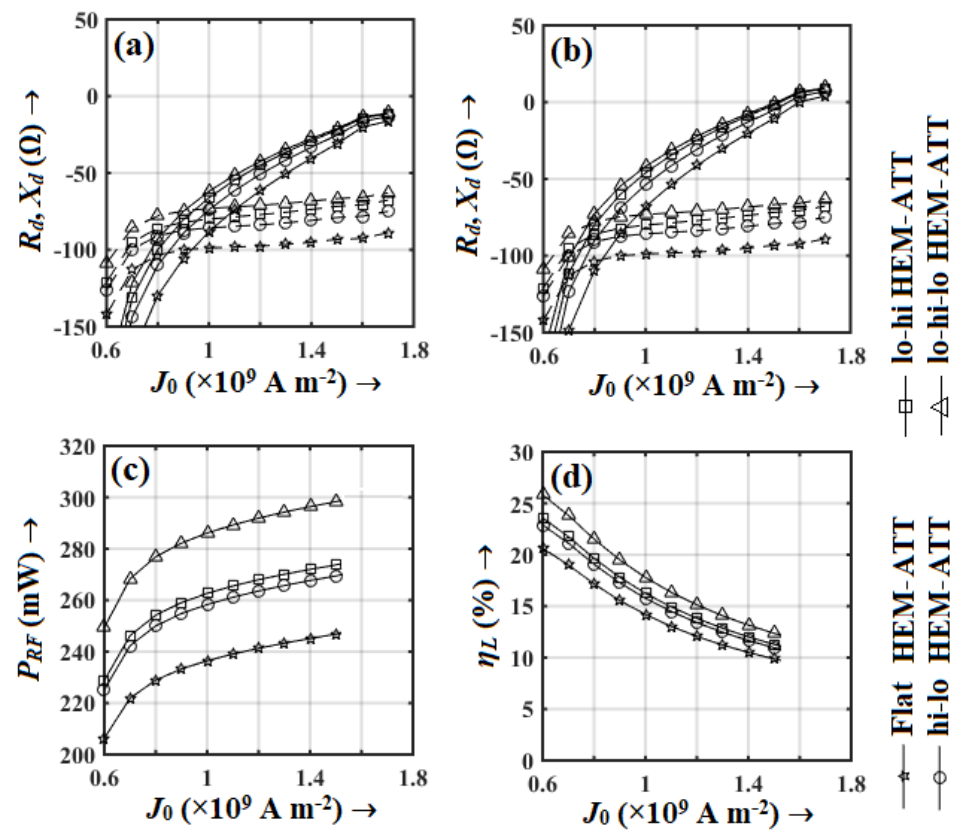 (a)
50
0
-50
-100
-150
R_d, X_d (Ω) →
0.6 1 1.4 1.8
J_0 (×10^9 A m^-2) →
(b)
50
0
-50
-100
-150
R_d, X_d (Ω) →
0.6 1 1.4 1.8
J_0 (×10^9 A m^-2) →
(c)
320
300
280
260
240
220
200
P_RF (mW) →
0.6 1 1.4 1.8
J_0 (×10^9 A m^-2) →
(d)
30
25
20
15
10
5
0
η_L (%) →
0.6 1 1.4 1.8
J_0 (×10^9 A m^-2) →
lo-hi HEM-ATT
lo-hi-lo HEM-ATT
Flat HEM-ATT
hi-lo HEM-ATT